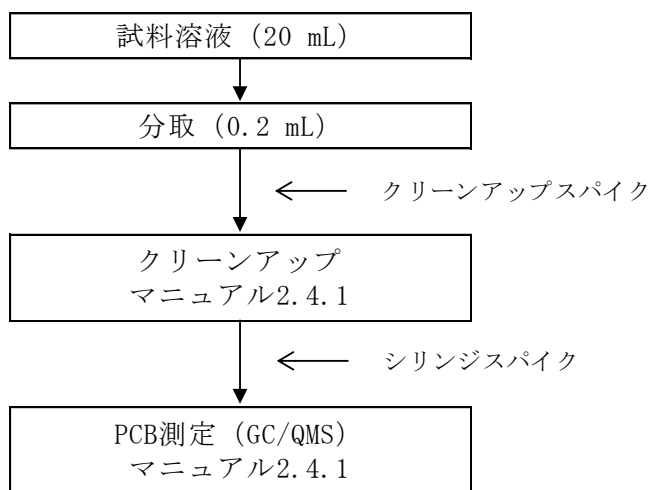 試料溶液 (20 mL)
分取 (0.2 mL)
クリーンアップスパイク
クリーンアップ
マニュアル2.4.1
シリンジスパイク
PCB測定 (GC/QMS)
マニュアル2.4.1